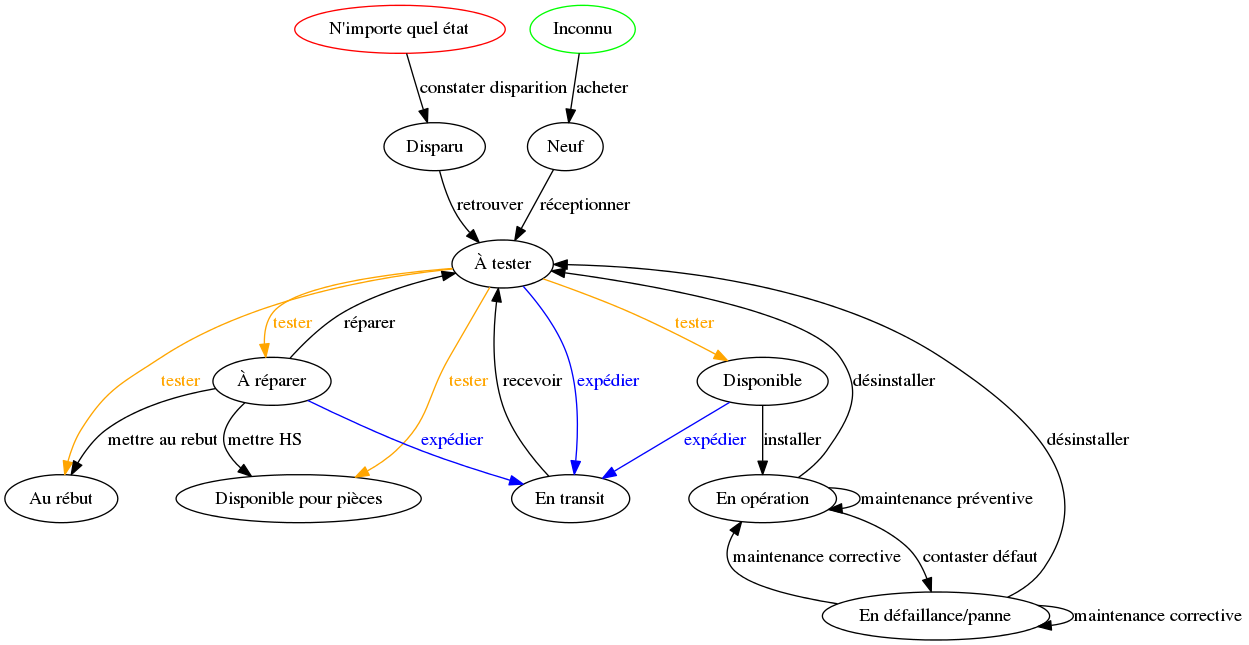 N'importe quel état
Inconnu
constater disparition
acheter
Disparu
Neuf
retrouver
réceptionner
À tester
tester
réparer
tester
À réparer
Disponible
tester
tester
recevoir
expédier
désinstaller
mettre au rebut
mettre HS
expédier
expédier
installer
désinstaller
Au rébut
Disponible pour pièces
En transit
En opération
maintenance préventive
maintenance corrective
contaster défaut
En défaillance/panne
maintenance corrective